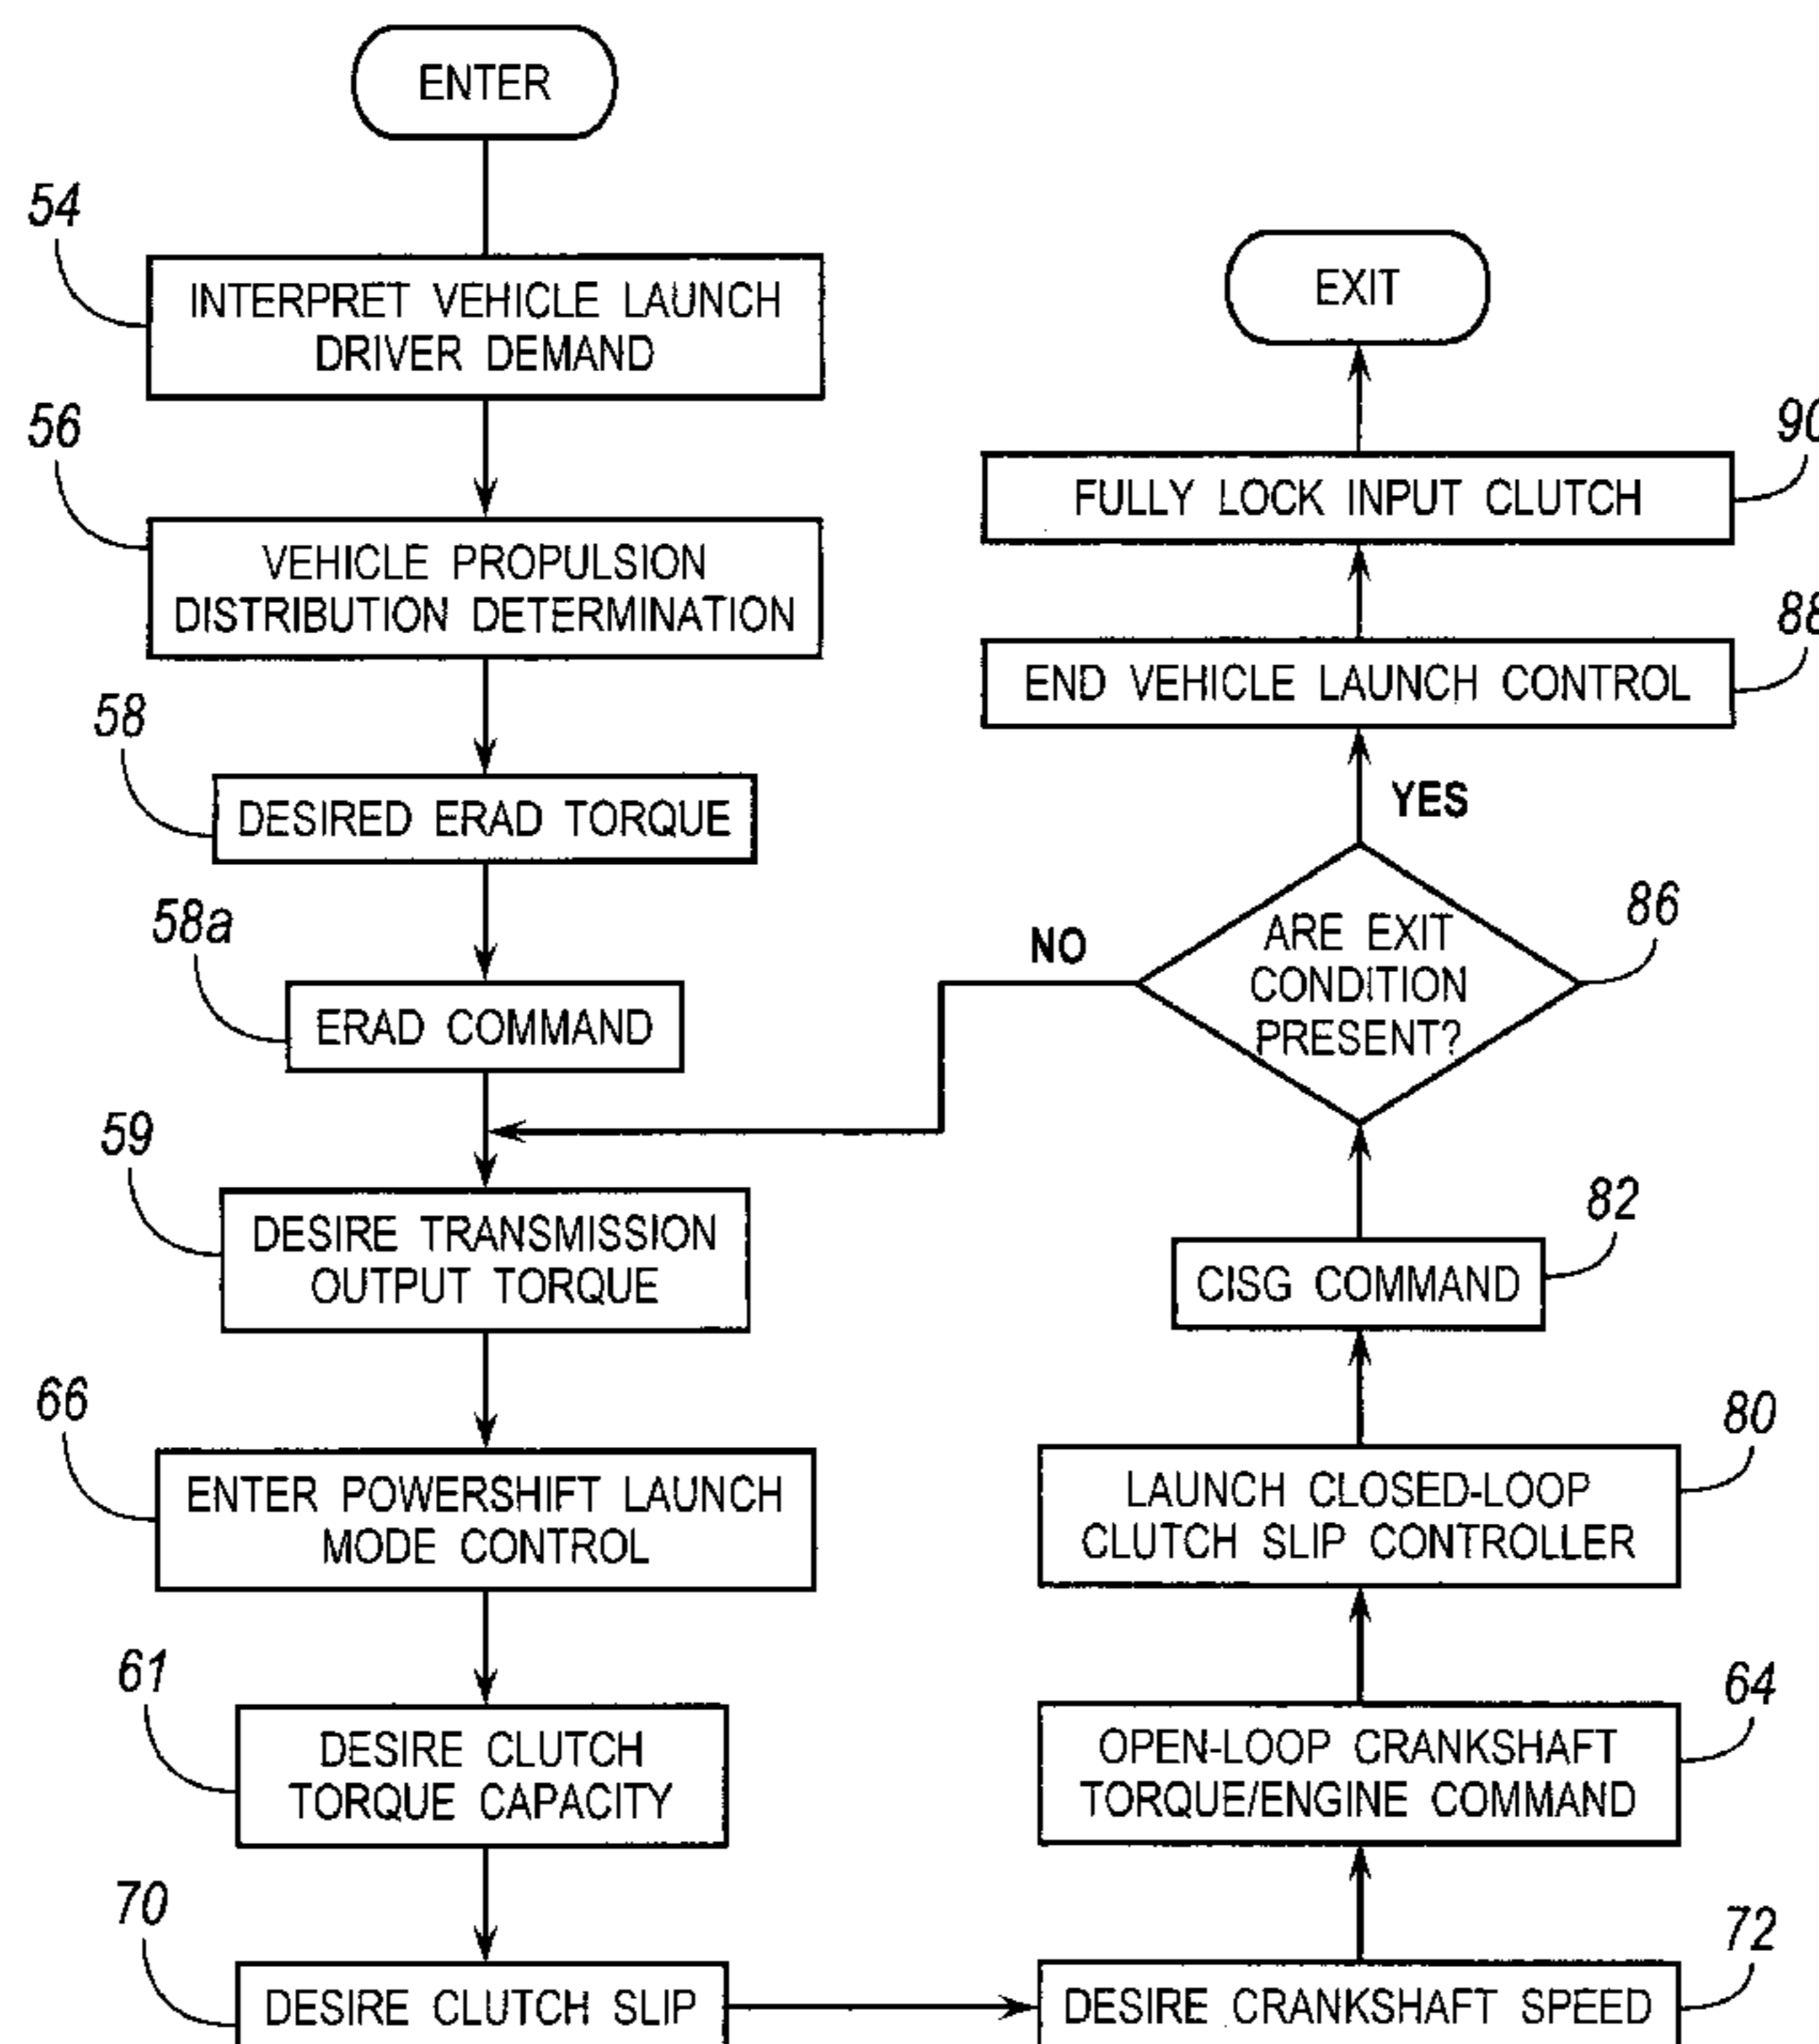 ENTER
54
INTERPRET VEHICLE LAUNCH
DRIVER DEMAND
56
VEHICLE PROPULSION
DISTRIBUTION DETERMINATION
58
DESIRED ERAD TORQUE
58a
ERAD COMMAND
59
DESIRE TRANSMISSION
OUTPUT TORQUE
66
ENTER POWERSHIFT LAUNCH
MODE CONTROL
61
DESIRE CLUTCH
TORQUE CAPACITY
70
DESIRE CLUTCH SLIP
DESIRE CRANKSHAFT SPEED
72
OPEN-LOOP CRANKSHAFT
TORQUE/ENGINE COMMAND
64
LAUNCH CLOSED-LOOP
CLUTCH SLIP CONTROLLER
80
CISG COMMAND
82
ARE EXIT
CONDITION
PRESENT?
86
NO
YES
END VEHICLE LAUNCH CONTROL
88
FULLY LOCK INPUT CLUTCH
90
EXIT